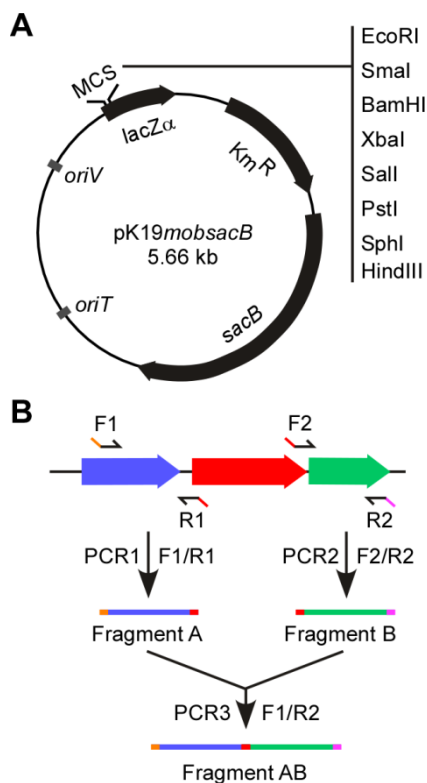 A
MCS
lacZα
KmR
oriV
pK19mobsacB
5.66 kb
oriT
sacB
EcoRI
SmaI
BamHI
XbaI
SalI
PstI
SphI
HindIII
B
F1
F2
R1
R2
PCR1 F1/R1
PCR2 F2/R2
Fragment A
Fragment B
PCR3 F1/R2
Fragment AB